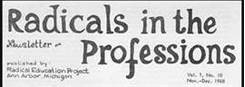 Radicals in the
Newsletter
Professions
published by
Radical Education Project
Ann Arbor, Michigan
Vol. 1, No. 10
Nov.-Dec. 1968